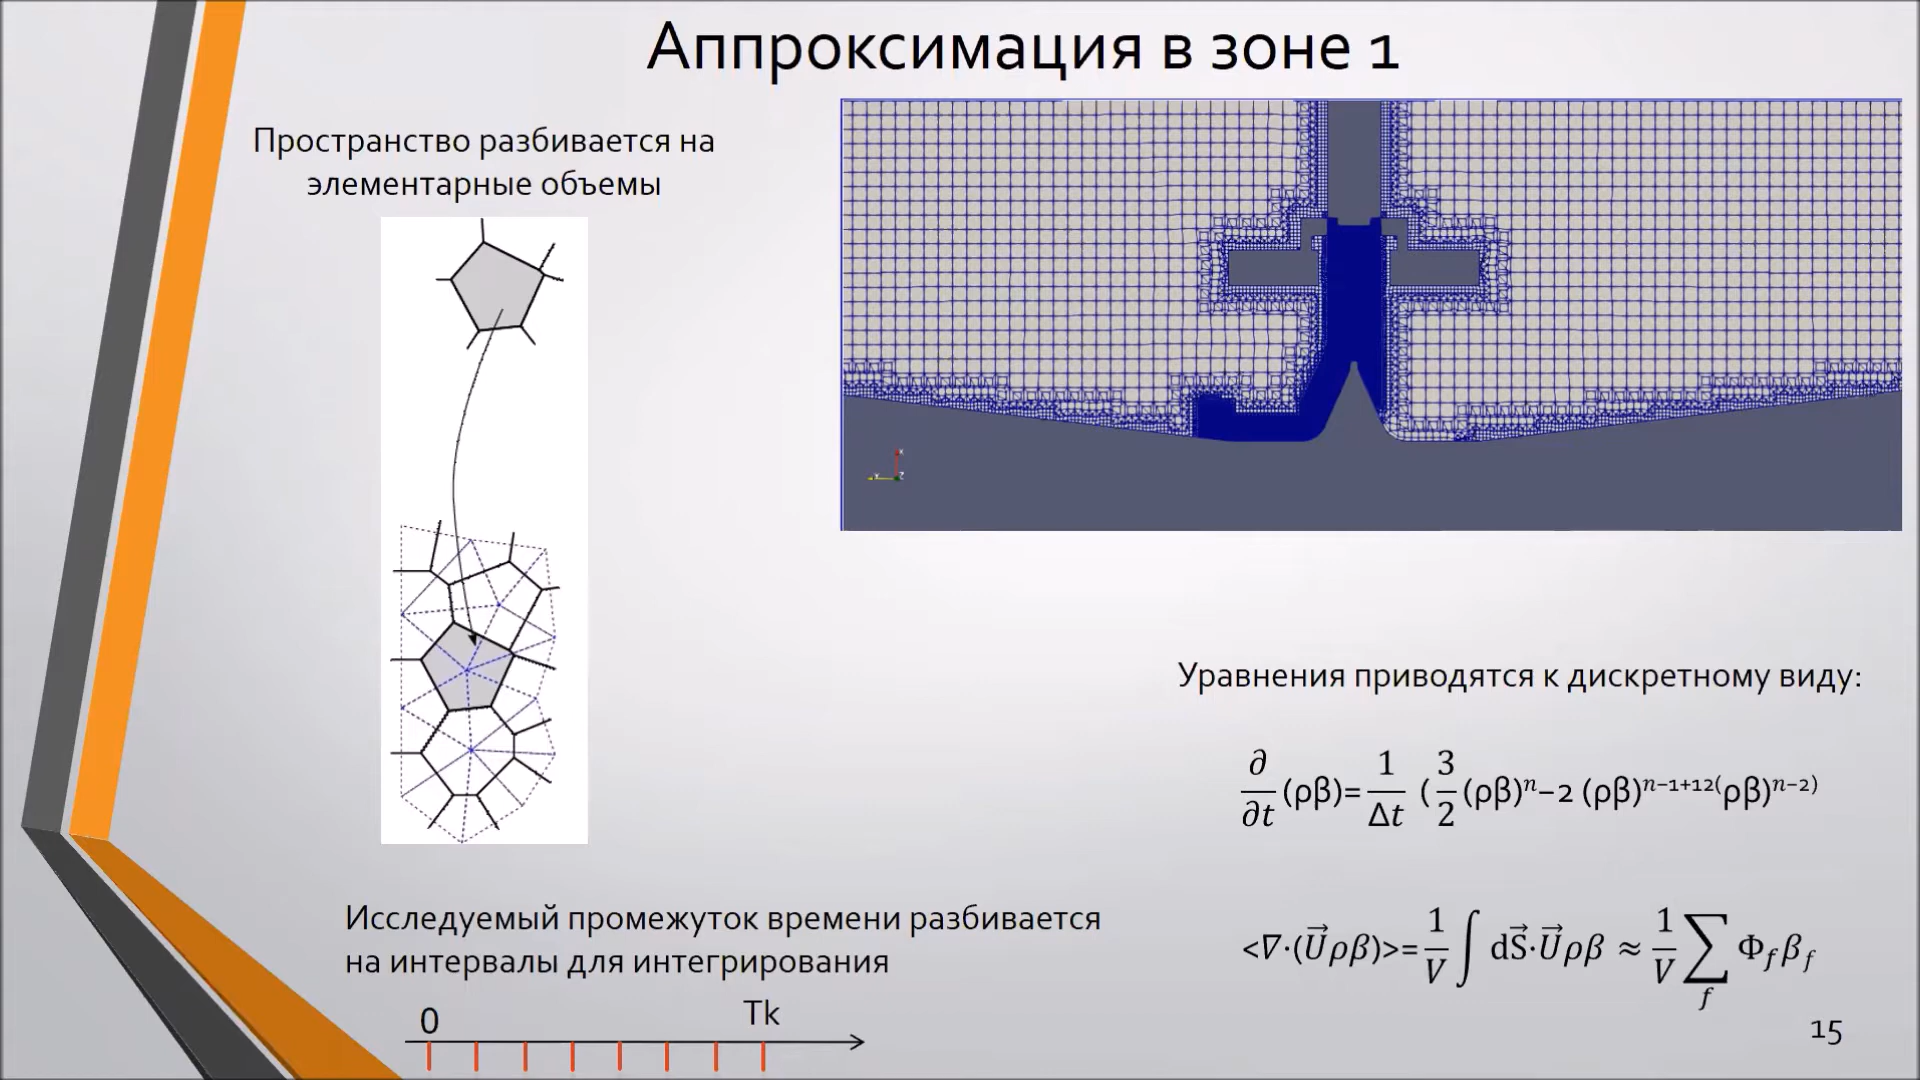 Аппроксимация в зоне 1
Пространство разбивается на
элементарные объемы
Уравнения приводятся к дискретному виду:
∂/∂t (ρβ)= 1/Δt ( 3/2 (ρβ)ⁿ−2 (ρβ)ⁿ⁻¹⁺¹²⁽ρβ)ⁿ⁻²⁾
<∇·(U⃗ρβ)>= 1/V ∫ dS⃗·U⃗ρβ ≈ 1/V ∑_f Φ_f β_f
Исследуемый промежуток времени разбивается
на интервалы для интегрирования
0 Tk
15